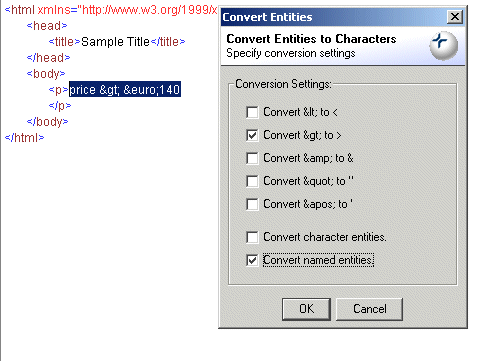 <html xmlns="http://www.w3.org/1999/x
<head>
<title>Sample Title</title>
</head>
<body>
<p>price &gt; &euro;140
</p>
</body>
</html>
Convert Entities
Convert Entities to Characters
Specify conversion settings
Conversion Settings:
Convert &lt; to <
Convert &gt; to >
Convert &amp; to &
Convert &quot; to "
Convert &apos; to '
Convert character entities.
Convert named entities.
OK
Cancel